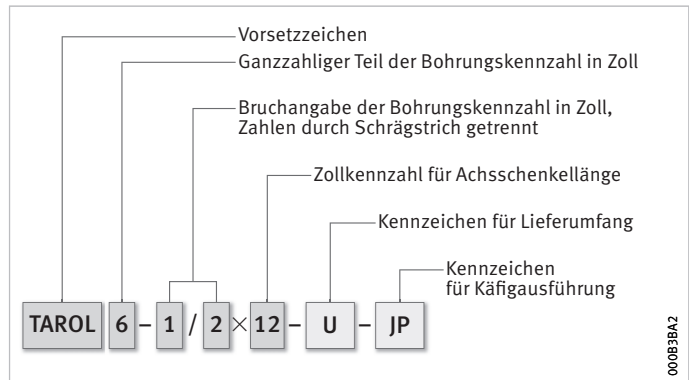 Vorsetzzeichen
Ganzzahliger Teil der Bohrungskennzahl in Zoll
Bruchangabe der Bohrungskennzahl in Zoll,
Zahlen durch Schrägstrich getrennt
Zollkennzahl für Achsschenkellänge
Kennzeichen für Lieferumfang
Kennzeichen
für Käfigausführung
TAROL 6 – 1 / 2 × 12 – U – JP
000B3BA2